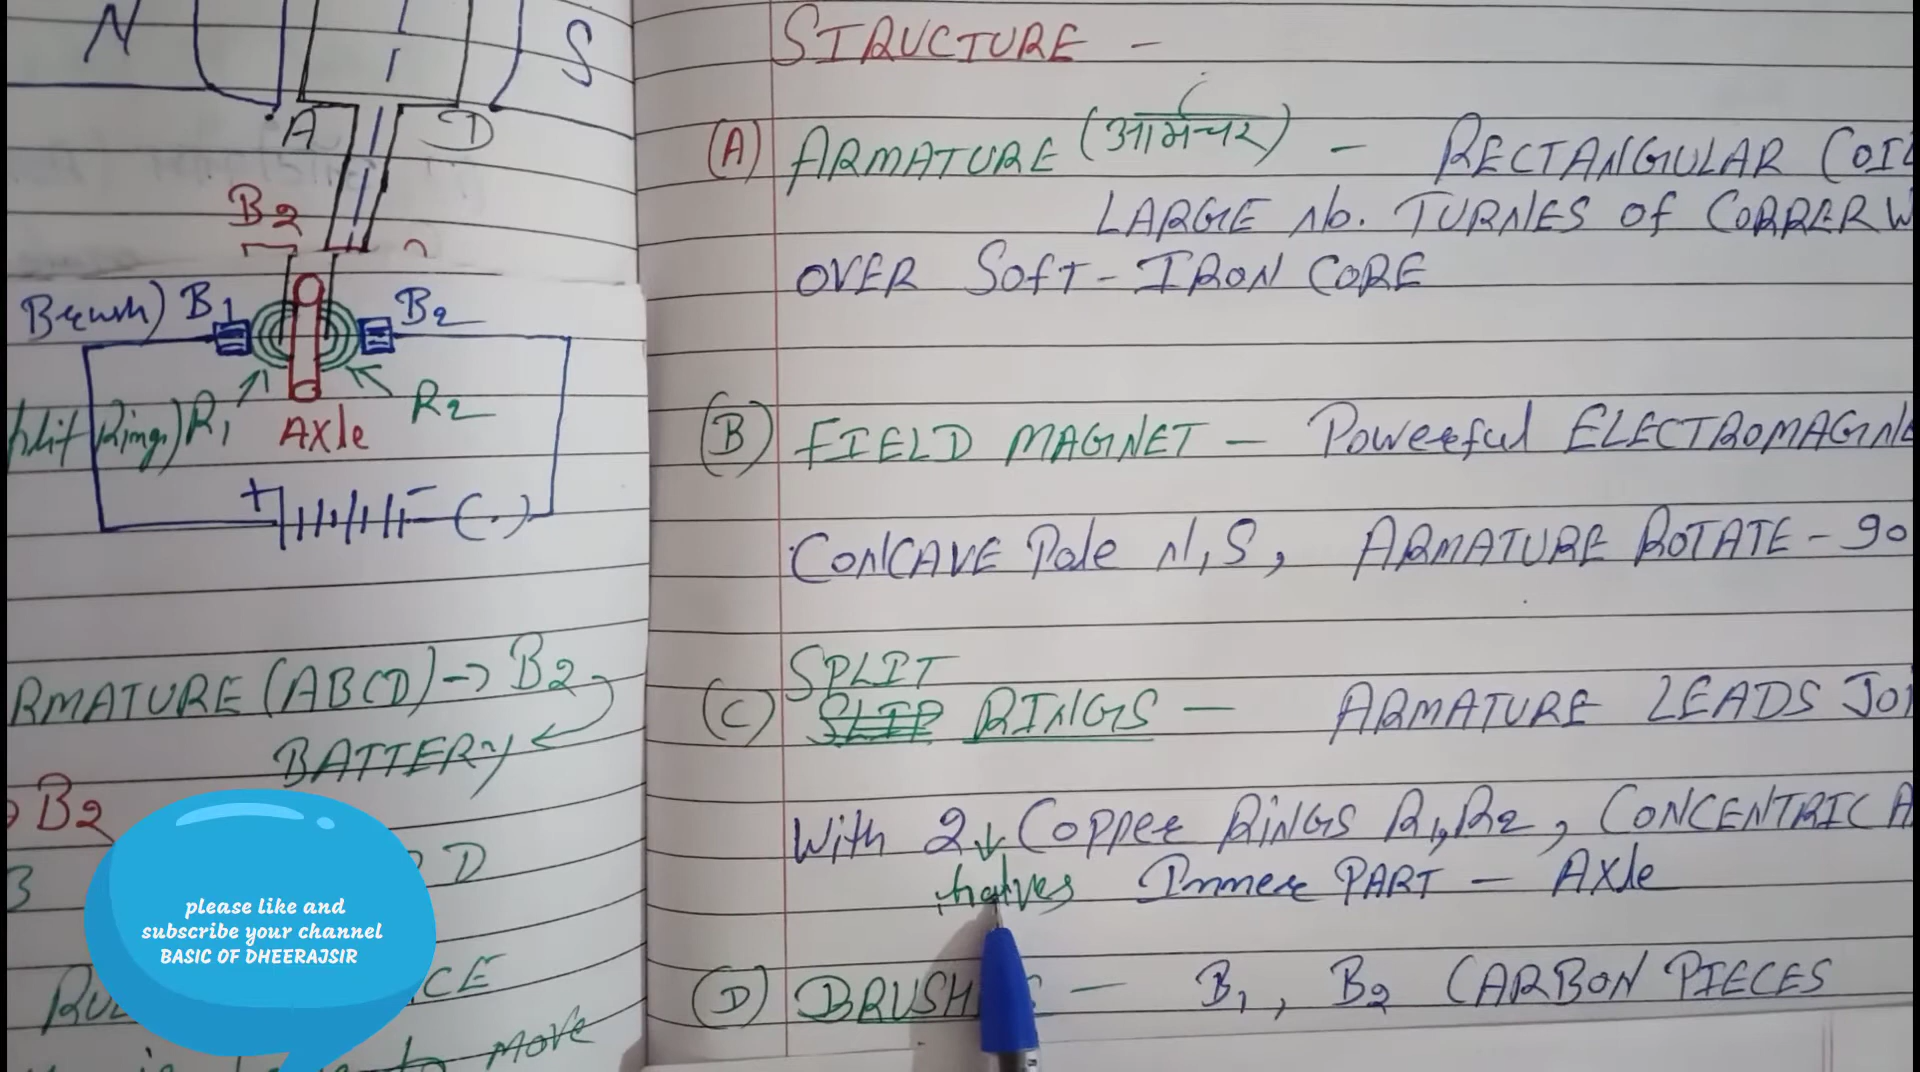 N
S
A
D
B2
Brush) B1
B2
Split Rings) R1
R2
Axle
+
-
(.)
RMATURE (ABCD) → B2
BATTERY
→ B2
3
D
CE
to move
please like and
subscribe your channel
BASIC OF DHEERAJSIR
STRUCTURE -
(A) ARMATURE (आर्मेचर) - RECTANGULAR COIL
LARGE No. TURNES of COPPER W
OVER SOFT-IRON CORE
(B) FIELD MAGNET - Powerful ELECTROMAGNE
CONCAVE Pole N, S, ARMATURE ROTATE - 90
SPLIT
(C) SLIP RINGS - ARMATURE LEADS JOI
With 2 ↓ Copper RINGS R1, R2, CONCENTRIC A
halves Inner PART - Axle
(D) BRUSH - B1, B2 CARBON PIECES